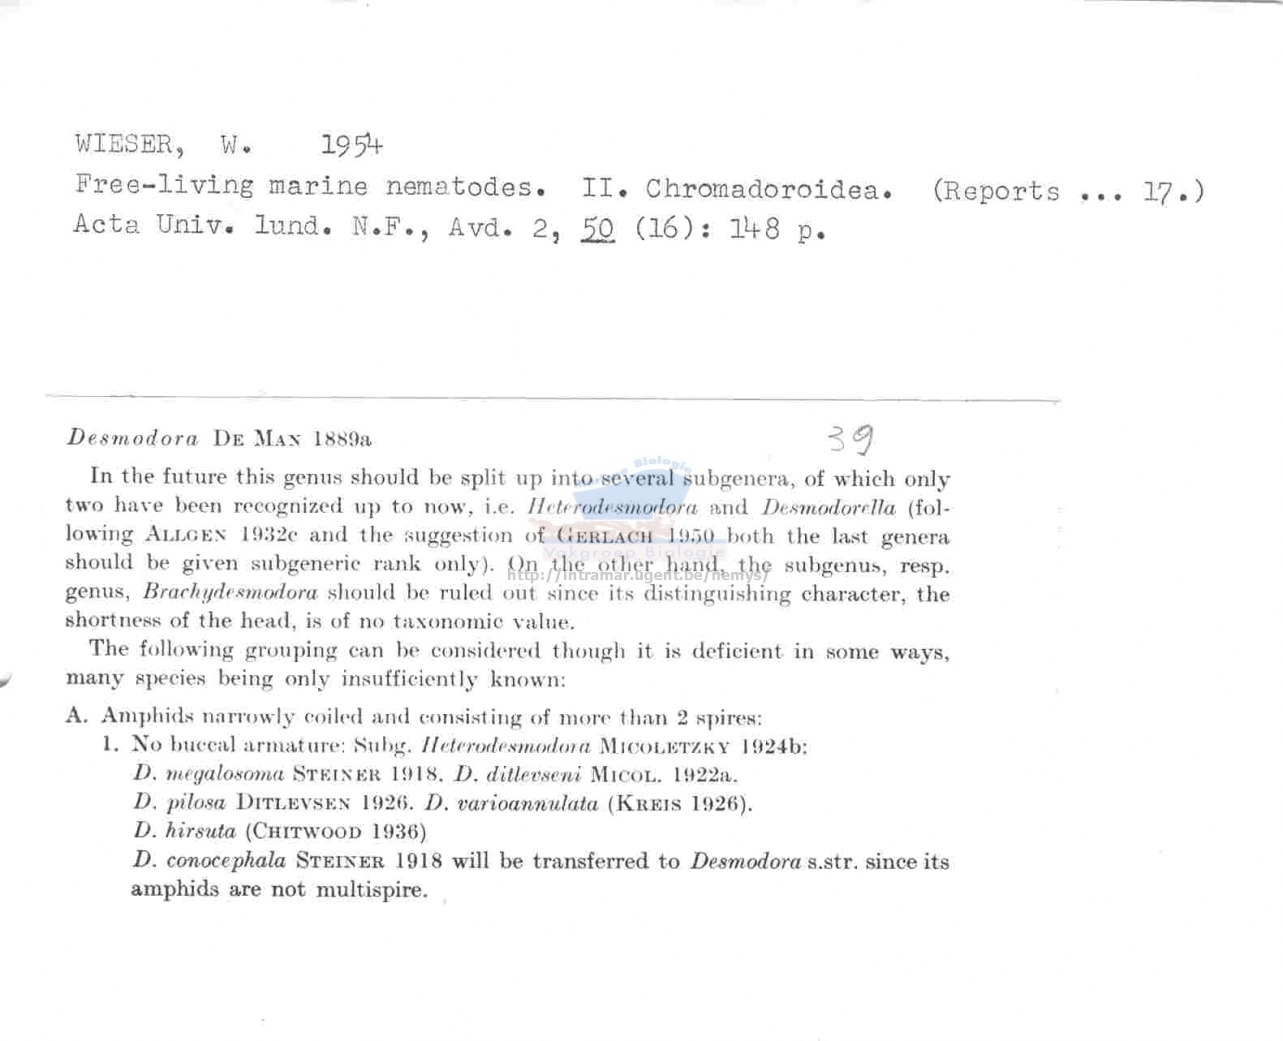 WIESER, W. 1954
Free-living marine nematodes. II. Chromadoroidea. (Reports ... 17.)
Acta Univ. lund. N.F., Avd. 2, 50 (16): 148 p.
Desmodora DE MAN 1889a
39
In the future this genus should be split up into several subgenera, of which only
two have been recognized up to now, i.e. Heterodesmodora and Desmodorella (fol-
lowing ALLGEN 1932c and the suggestion of GERLACH 1950 both the last genera
should be given subgeneric rank only). On the other hand, the subgenus, resp.
genus, Brachydesmodora should be ruled out since its distinguishing character, the
shortness of the head, is of no taxonomic value.
The following grouping can be considered though it is deficient in some ways,
many species being only insufficiently known:
A. Amphids narrowly coiled and consisting of more than 2 spires:
1. No buccal armature: Subg. Heterodesmodora MICOLETZKY 1924b:
D. megalosoma STEINER 1918. D. ditlevseni MICOL. 1922a.
D. pilosa DITLEVSEN 1926. D. varioannulata (KREIS 1926).
D. hirsuta (CHITWOOD 1936)
D. conocephala STEINER 1918 will be transferred to Desmodora s.str. since its
amphids are not multispire.
Biologie
Vakgroep Biologie
http://intramar.ugent.be/nemys/